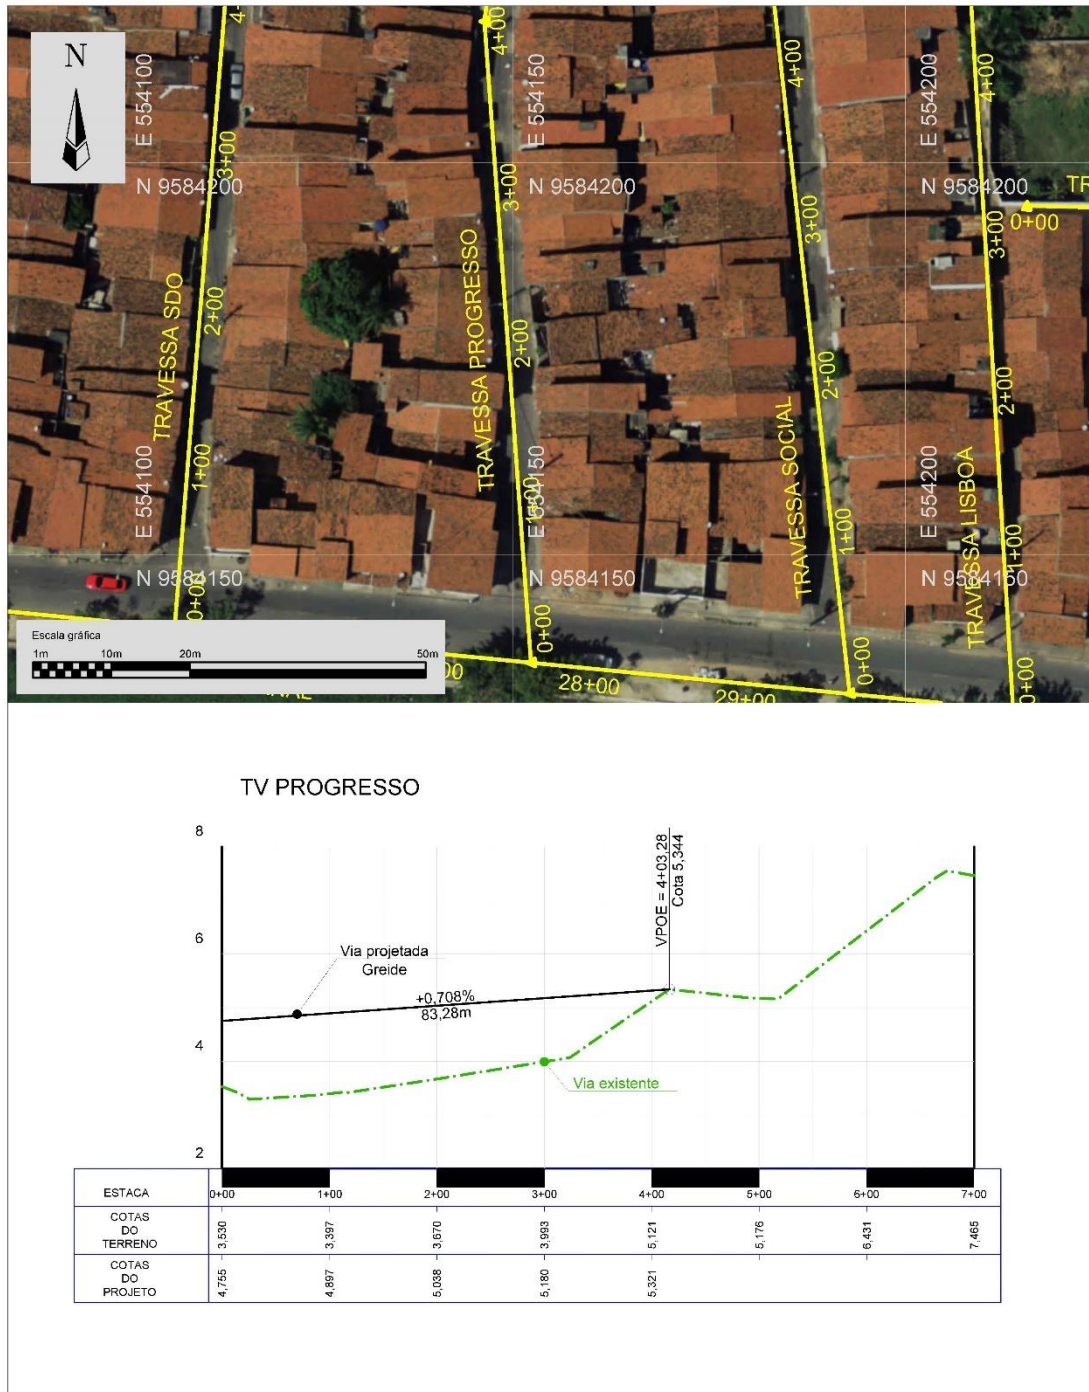 N
4-
4+00
4+00
4+00
E 554100
E 554150
E 554200
3+00
N 9584200
3+00
N 9584200
N 9584200
TR
3+00
0+00
3+00
2+00
TRAVESSA SDO
TRAVESSA PROGRESSO
2+00
2+00
2+00
1+00
E 554100
E 554150
1+00
TRAVESSA SOCIAL
E 554200
TRAVESSA LISBOA
1+00
1+00
N 9584150
N 9584150
N 9584150
0+00
0+00
0+00
0+00
Escala gráfica
1m 10m 20m 50m
28+00
29+00
TV PROGRESSO
8
6
4
2
VPOE = 4+03,28
Cota 5,344
Via projetada
Greide
+0,708%
83,28m
Via existente
ESTACA 0+00 1+00 2+00 3+00 4+00 5+00 6+00 7+00
COTAS
DO
TERRENO
3,530 3,397 3,670 3,993 5,121 5,176 6,431 7,465
COTAS
DO
PROJETO
4,755 4,897 5,038 5,180 5,321